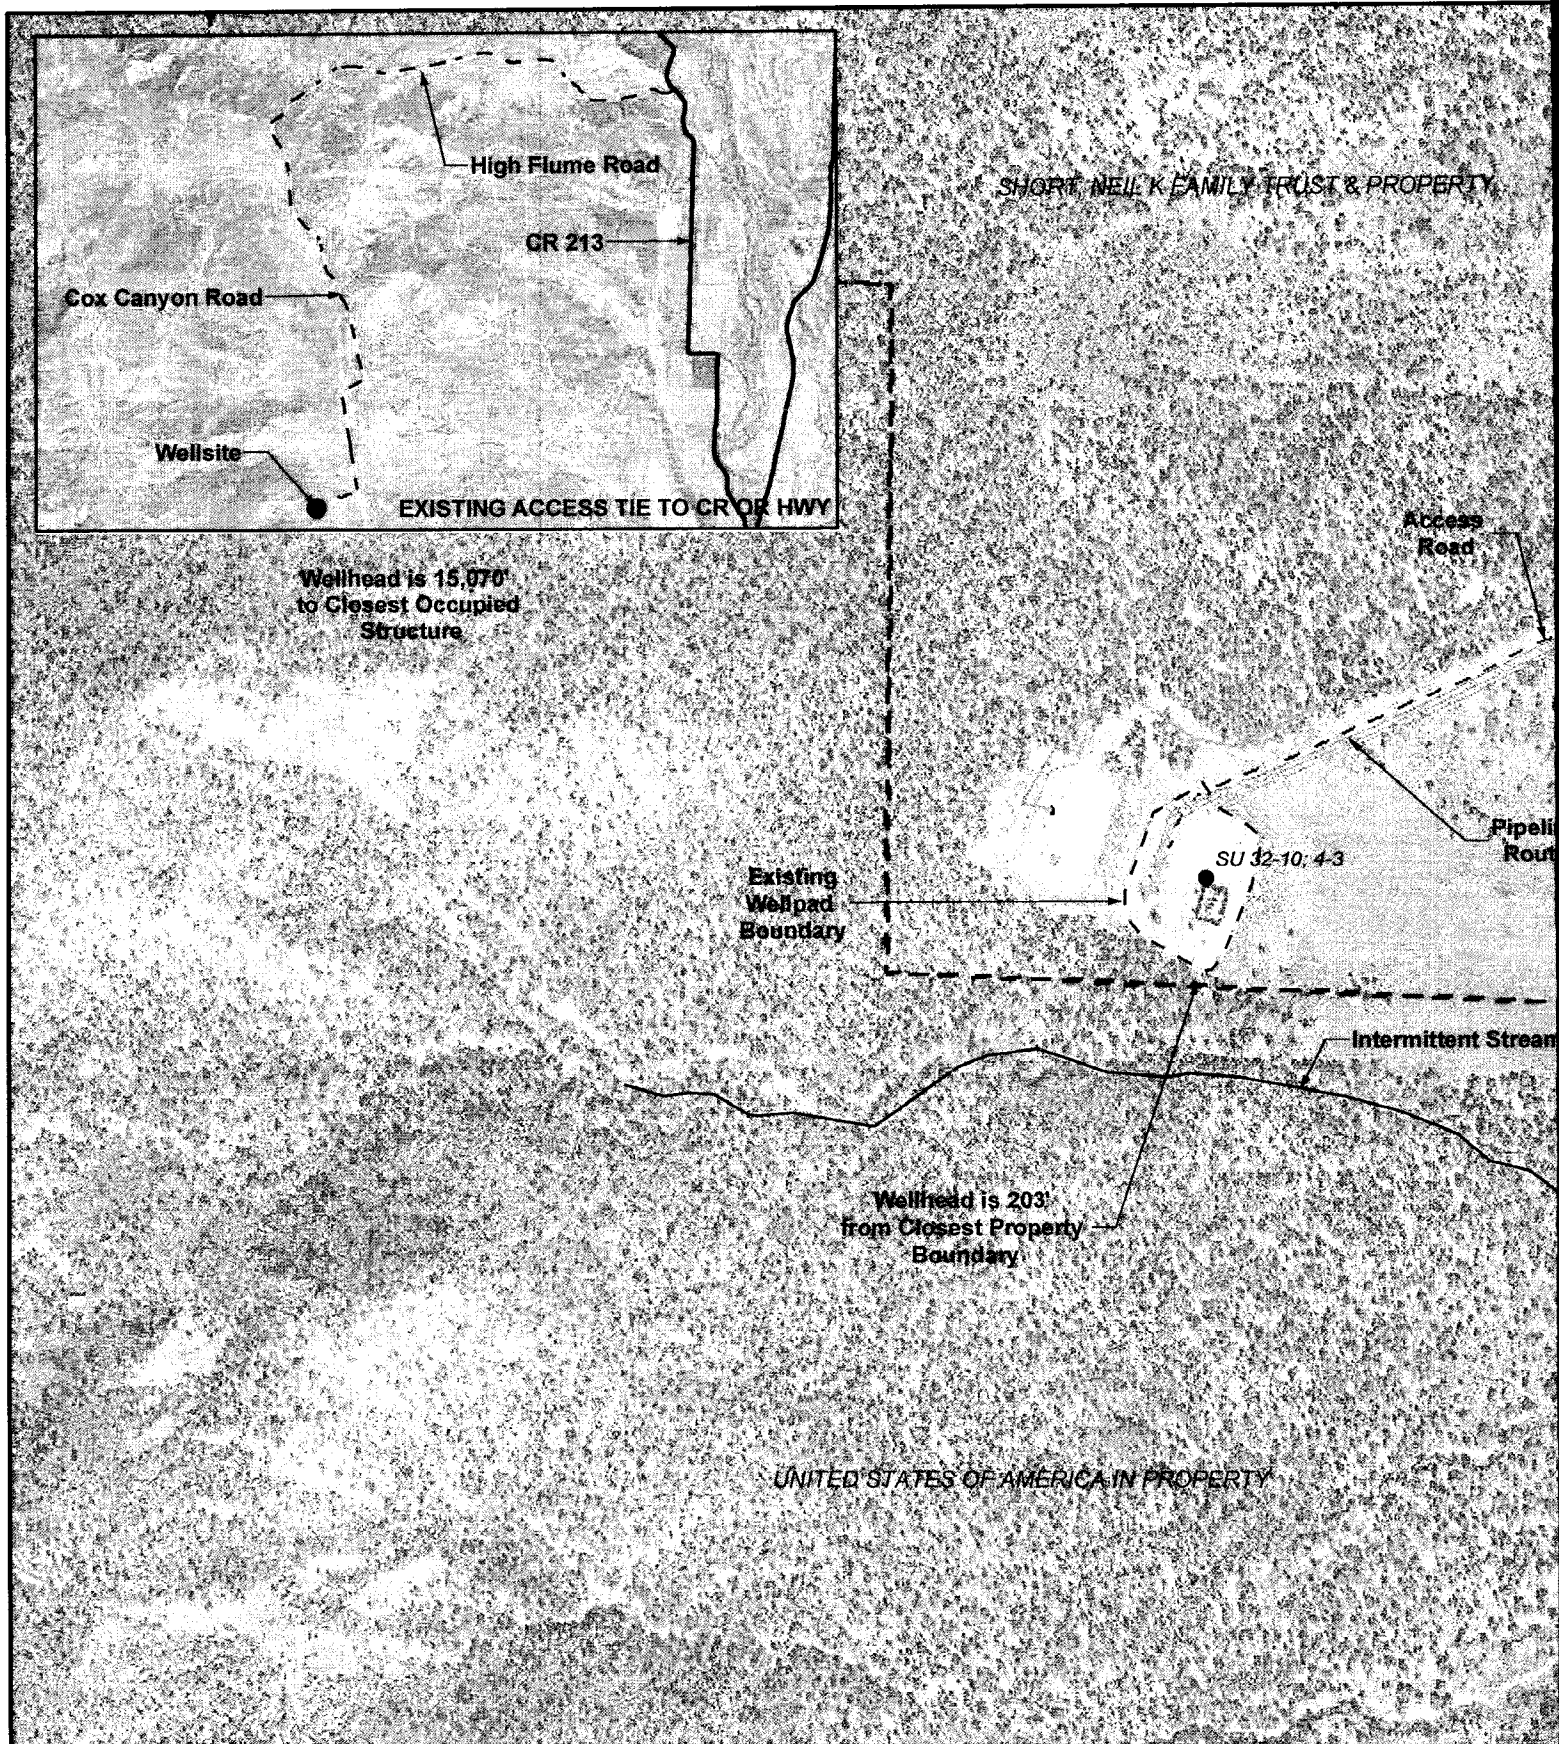 High Flume Road
SHORT, NEIL K FAMILY TRUST & PROPERTY
CR 213
Cox Canyon Road
Wellsite
EXISTING ACCESS TIE TO CR OR HWY
Access
Road
Wellhead is 15,070'
to Closest Occupied
Structure
Pipeli
Rout
SU 32-10; 4-3
Existing
Wellpad
Boundary
Intermittent Stream
Wellhead is 203'
from Closest Property
Boundary
UNITED STATES OF AMERICA IN PROPERTY